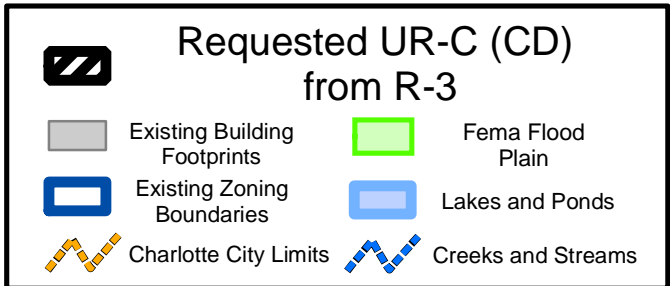 Requested UR-C (CD)
from R-3
Existing Building
Footprints
Fema Flood
Plain
Existing Zoning
Boundaries
Lakes and Ponds
Charlotte City Limits
Creeks and Streams